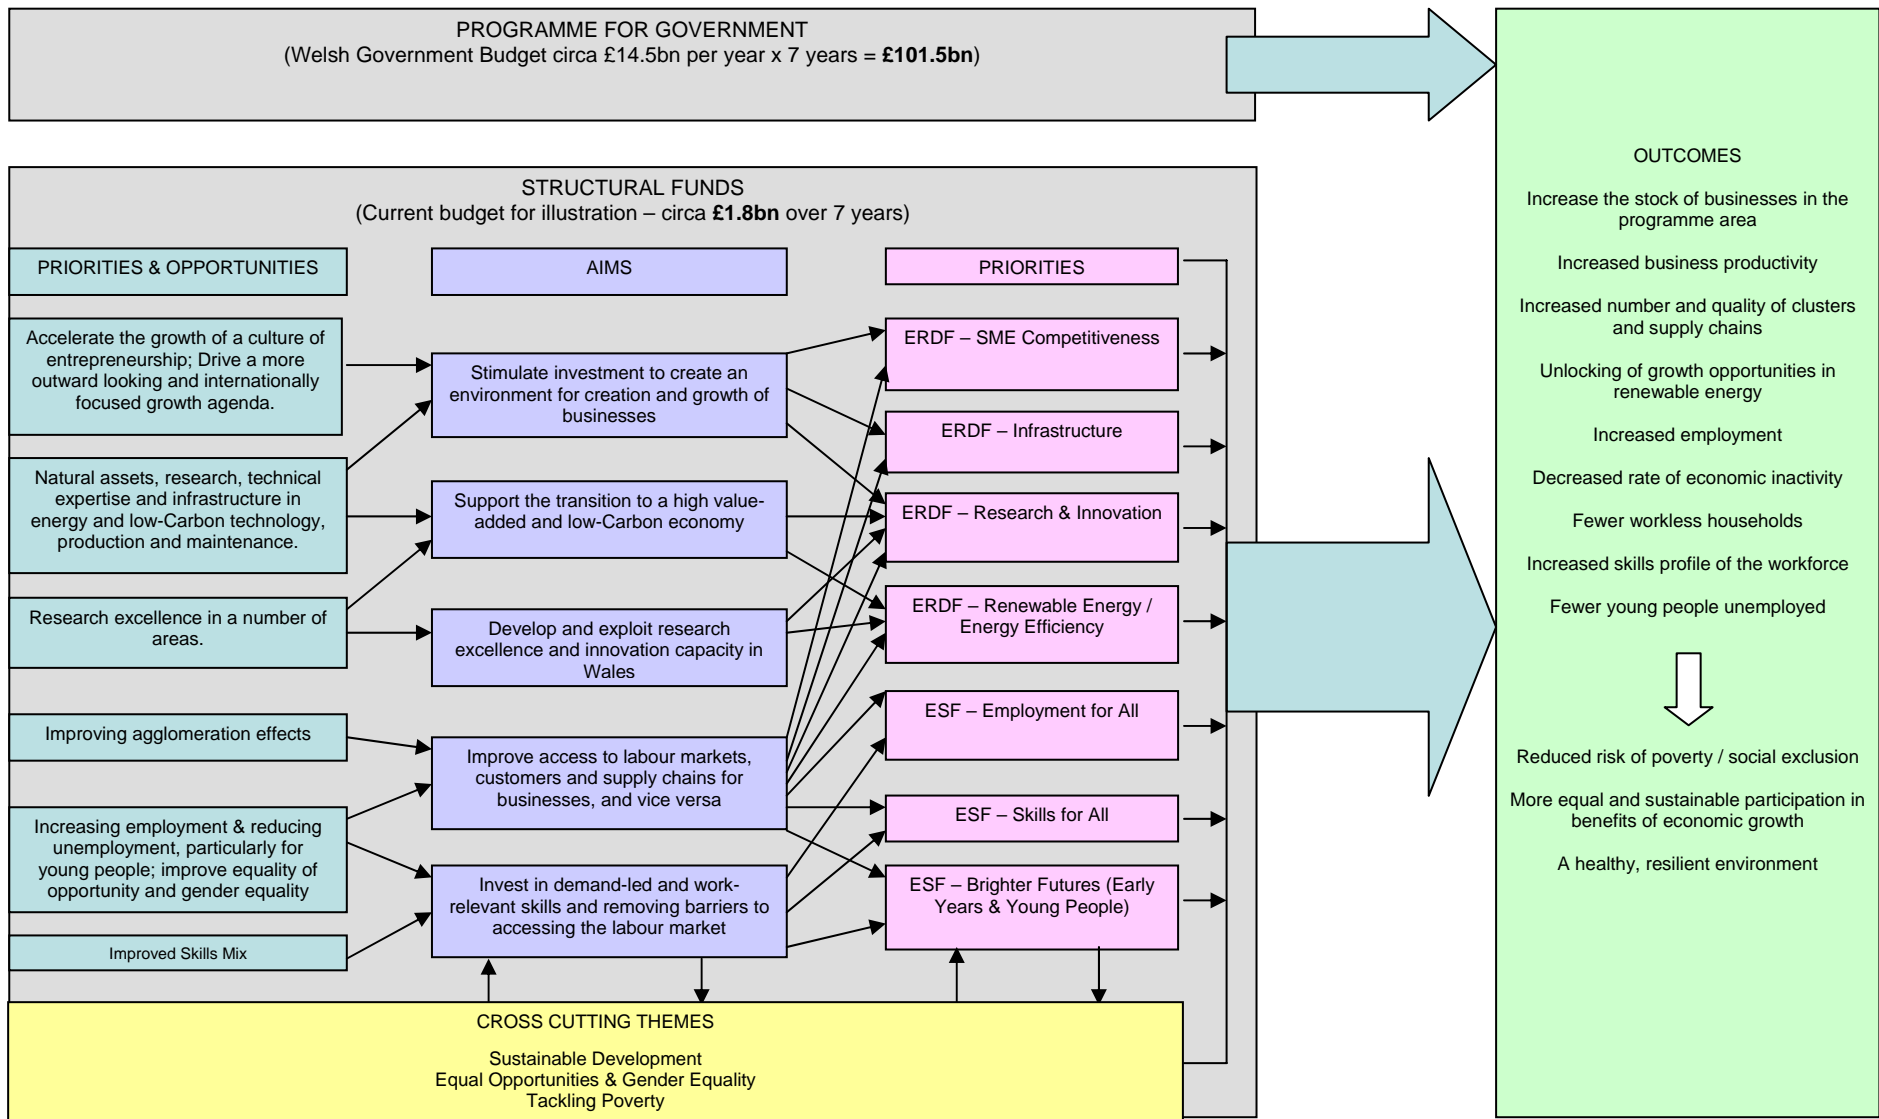 PROGRAMME FOR GOVERNMENT
(Welsh Government Budget circa £14.5bn per year x 7 years = £101.5bn)
STRUCTURAL FUNDS
(Current budget for illustration – circa £1.8bn over 7 years)
PRIORITIES & OPPORTUNITIES
Accelerate the growth of a culture of
entrepreneurship; Drive a more
outward looking and internationally
focused growth agenda.
Natural assets, research, technical
expertise and infrastructure in
energy and low-Carbon technology,
production and maintenance.
Research excellence in a number of
areas.
Improving agglomeration effects
Increasing employment & reducing
unemployment, particularly for
young people; improve equality of
opportunity and gender equality
Improved Skills Mix
AIMS
Stimulate investment to create an
environment for creation and growth of
businesses
Support the transition to a high value-
added and low-Carbon economy
Develop and exploit research
excellence and innovation capacity in
Wales
Improve access to labour markets,
customers and supply chains for
businesses, and vice versa
Invest in demand-led and work-
relevant skills and removing barriers to
accessing the labour market
PRIORITIES
ERDF – SME Competitiveness
ERDF – Infrastructure
ERDF – Research & Innovation
ERDF – Renewable Energy /
Energy Efficiency
ESF – Employment for All
ESF – Skills for All
ESF – Brighter Futures (Early
Years & Young People)
CROSS CUTTING THEMES
Sustainable Development
Equal Opportunities & Gender Equality
Tackling Poverty
OUTCOMES
Increase the stock of businesses in the
programme area
Increased business productivity
Increased number and quality of clusters
and supply chains
Unlocking of growth opportunities in
renewable energy
Increased employment
Decreased rate of economic inactivity
Fewer workless households
Increased skills profile of the workforce
Fewer young people unemployed
Reduced risk of poverty / social exclusion
More equal and sustainable participation in
benefits of economic growth
A healthy, resilient environment